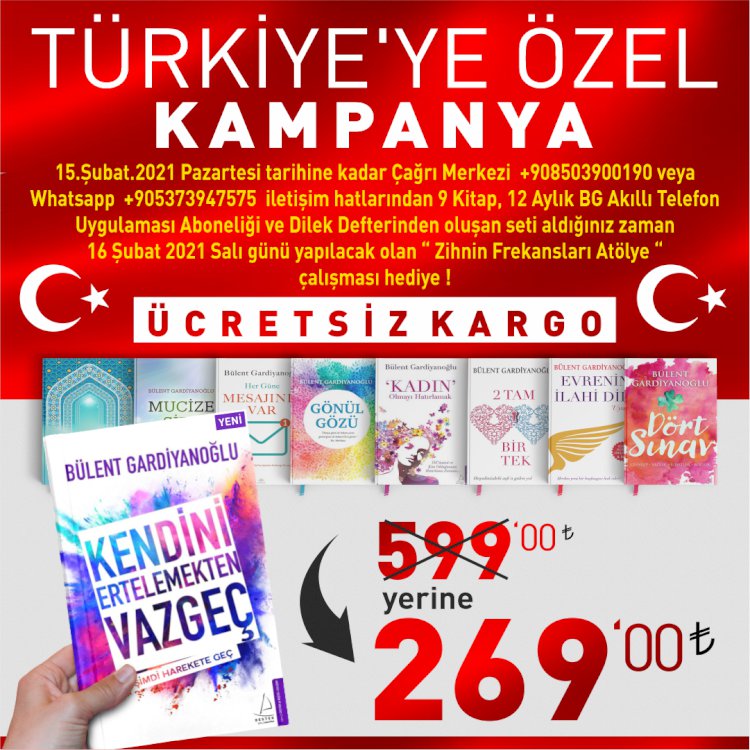 TÜRKİYE'YE ÖZEL
KAMPANYA
15.Şubat.2021 Pazartesi tarihine kadar Çağrı Merkezi +908503900190 veya
Whatsapp +905373947575 iletişim hatlarından 9 Kitap, 12 Aylık BG Akıllı Telefon
Uygulaması Aboneliği ve Dilek Defterinden oluşan seti aldığınız zaman
16 Şubat 2021 Salı günü yapılacak olan “ Zihnin Frekansları Atölye “
çalışması hediye !
ÜCRETSİZ KARGO
BÜLENT GARDİYANOĞLU
MUCİZE
Bülent Gardiyanoğlu
Her Güne
MESAJINI
VAR
1
BÜLENT GARDİYANOĞLU
GÖNÜL
GÖZÜ
Bülent Gardiyanoğlu
'KADIN'
Olmayı Hatırlamak
BÜLENT GARDİYANOĞLU
2 TAM
BİR
TEK
BÜLENT GARDİYANOĞLU
EVRENİN
İLAHİ DİLİ
BÜLENT
GARDİYANOĞLU
Dört
Sınav
YENİ
BÜLENT GARDİYANOĞLU
KENDİNİ
ERTELEMEKTEN
VAZGEÇ
ŞİMDİ HAREKETE GEÇ
DESTEK
599'00 ₺
yerine
269'00 ₺